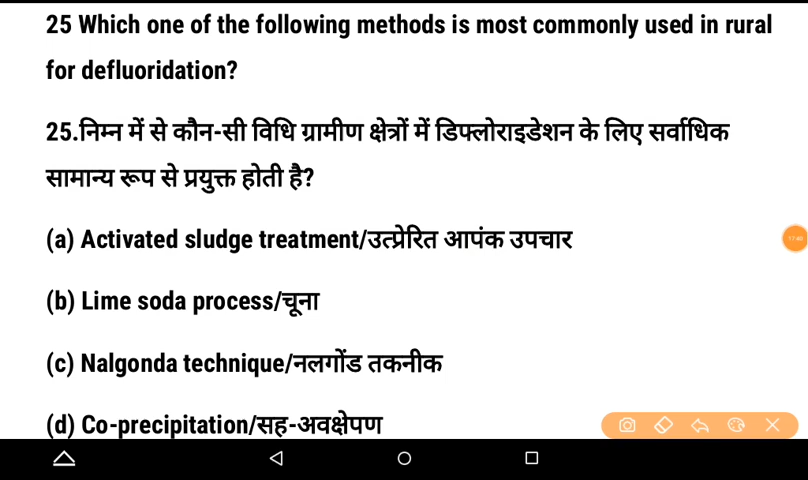 25 Which one of the following methods is most commonly used in rural
for defluoridation?
25.निम्न में से कौन-सी विधि ग्रामीण क्षेत्रों में डिफ्लोराइडेशन के लिए सर्वाधिक
सामान्य रूप से प्रयुक्त होती है?
(a) Activated sludge treatment/उत्प्रेरित आपंक उपचार
(b) Lime soda process/चूना
(c) Nalgonda technique/नलगोंड तकनीक
(d) Co-precipitation/सह-अवक्षेपण